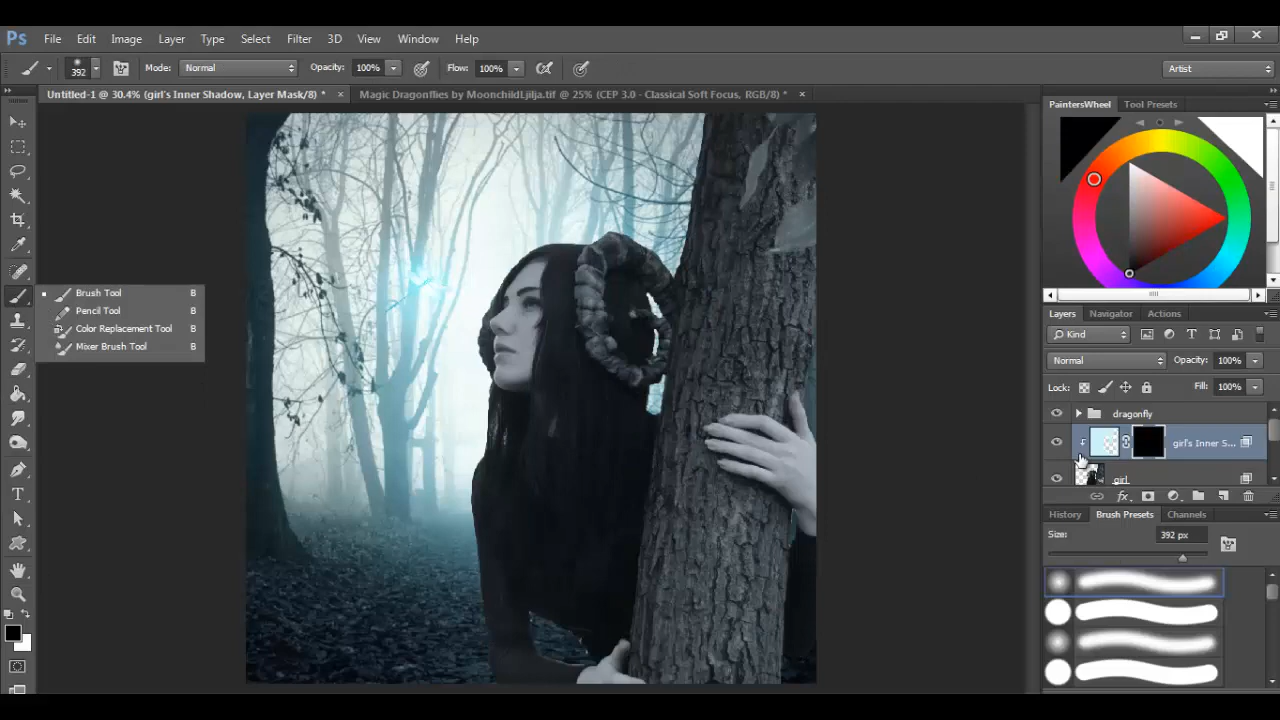 Ps File Edit Image Layer Type Select Filter 3D View Window Help
392 Mode: Normal Opacity: 100% Flow: 100% Artist
Untitled-1 @ 30.4% (girl's Inner Shadow, Layer Mask/8) * × Magic Dragonflies by MoonchildLjilja.tif @ 25% (CEP 3.0 - Classical Soft Focus, RGB/8) * ×
PaintersWheel Tool Presets
Brush Tool B
Pencil Tool B
Color Replacement Tool B
Mixer Brush Tool B
Layers Navigator Actions
Kind
Normal Opacity: 100%
Lock: Fill: 100%
dragonfly
girl's Inner S...
girl
fx
History Brush Presets Channels
Size: 392 px
T